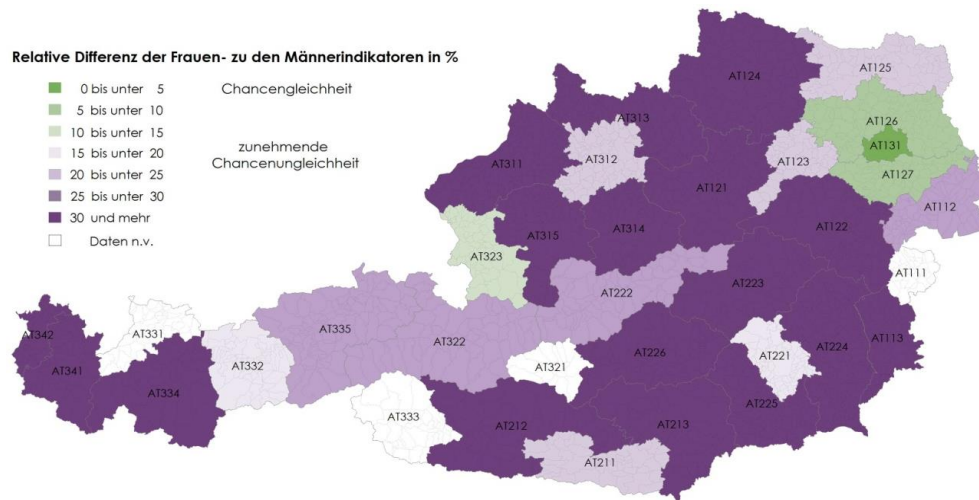 Relative Differenz der Frauen- zu den Männerindikatoren in %
0 bis unter 5 Chancengleichheit
5 bis unter 10
10 bis unter 15
15 bis unter 20 zunehmende Chancenungleichheit
20 bis unter 25
25 bis unter 30
30 und mehr
Daten n.v.
AT124
AT125
AT313
AT126
AT131
AT312
AT123
AT311
AT127
AT121
AT112
AT315
AT314
AT122
AT323
AT111
AT222
AT223
AT342
AT331
AT335
AT322
AT113
AT341
AT332
AT321
AT226
AT221
AT224
AT334
AT333
AT212
AT213
AT225
AT211